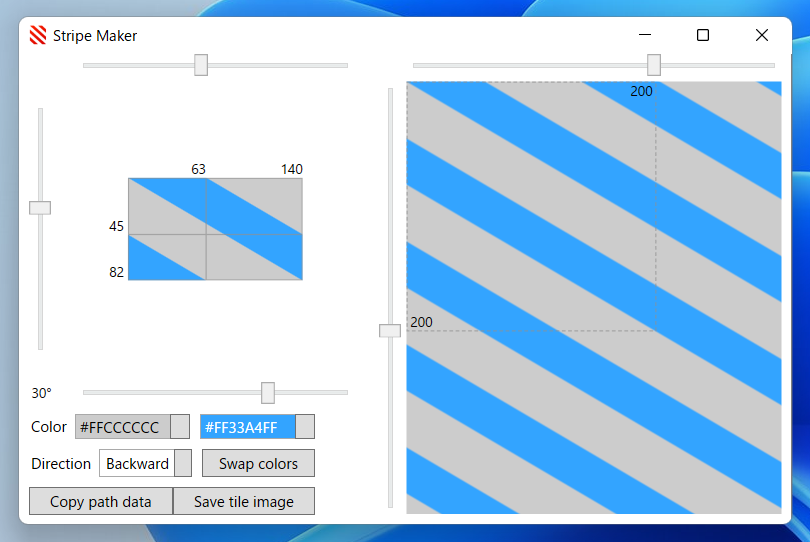 Stripe Maker
200
63 140
45
82
200
30°
Color #FFCCCCCC #FF33A4FF
Direction Backward Swap colors
Copy path data Save tile image